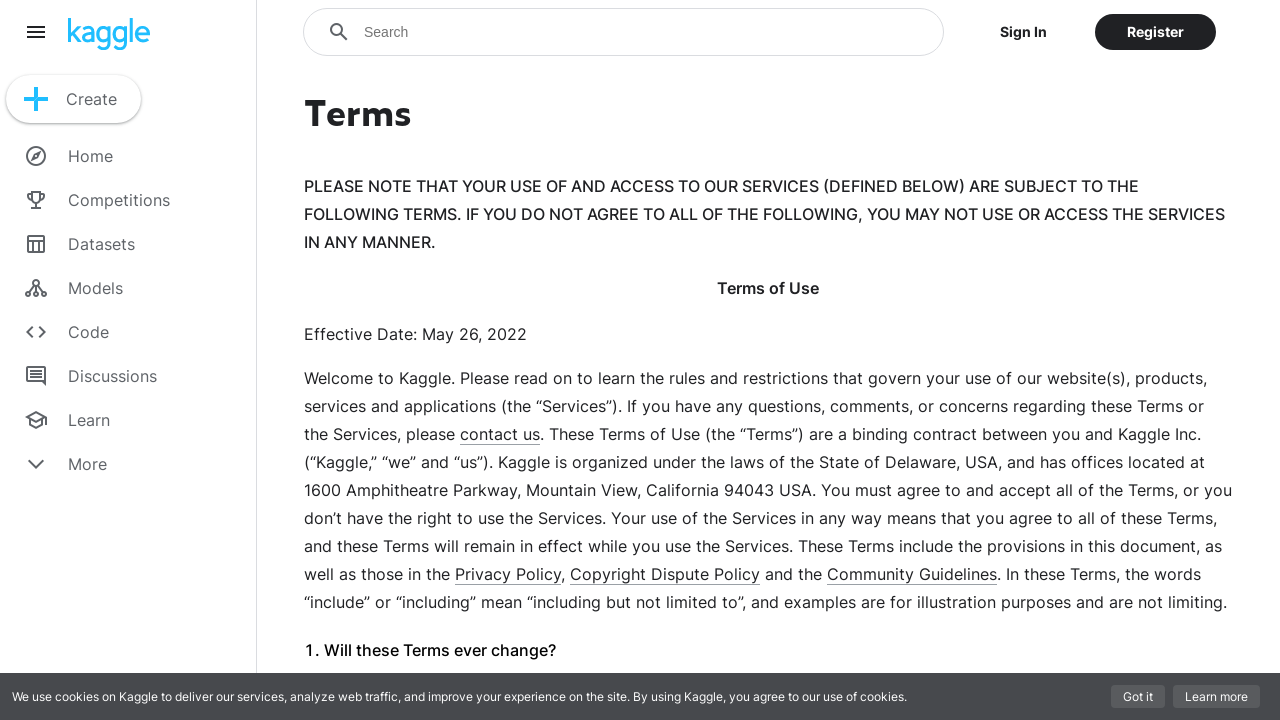 kaggle
Search
Sign In
Register
Create
Home
Competitions
Datasets
Models
Code
Discussions
Learn
More
Terms
PLEASE NOTE THAT YOUR USE OF AND ACCESS TO OUR SERVICES (DEFINED BELOW) ARE SUBJECT TO THE
FOLLOWING TERMS. IF YOU DO NOT AGREE TO ALL OF THE FOLLOWING, YOU MAY NOT USE OR ACCESS THE SERVICES
IN ANY MANNER.
Terms of Use
Effective Date: May 26, 2022
Welcome to Kaggle. Please read on to learn the rules and restrictions that govern your use of our website(s), products,
services and applications (the “Services”). If you have any questions, comments, or concerns regarding these Terms or
the Services, please contact us. These Terms of Use (the “Terms”) are a binding contract between you and Kaggle Inc.
(“Kaggle,” “we” and “us”). Kaggle is organized under the laws of the State of Delaware, USA, and has offices located at
1600 Amphitheatre Parkway, Mountain View, California 94043 USA. You must agree to and accept all of the Terms, or you
don’t have the right to use the Services. Your use of the Services in any way means that you agree to all of these Terms,
and these Terms will remain in effect while you use the Services. These Terms include the provisions in this document, as
well as those in the Privacy Policy, Copyright Dispute Policy and the Community Guidelines. In these Terms, the words
“include” or “including” mean “including but not limited to”, and examples are for illustration purposes and are not limiting.
1. Will these Terms ever change?
We use cookies on Kaggle to deliver our services, analyze web traffic, and improve your experience on the site. By using Kaggle, you agree to our use of cookies.
Got it
Learn more